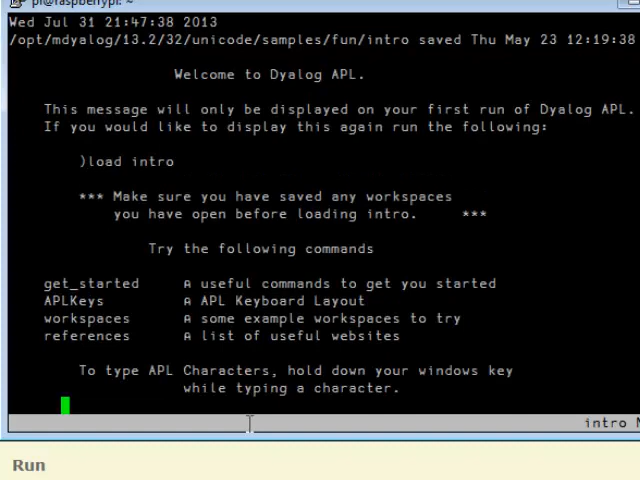 pi@raspberrypi: ~
Wed Jul 31 21:47:38 2013
/opt/mdyalog/13.2/32/unicode/samples/fun/intro saved Thu May 23 12:19:38
Welcome to Dyalog APL.
This message will only be displayed on your first run of Dyalog APL.
If you would like to display this again run the following:
)load intro
*** Make sure you have saved any workspaces
you have open before loading intro. ***
Try the following commands
get_started ⍝ useful commands to get you started
APLKeys ⍝ APL Keyboard Layout
workspaces ⍝ some example workspaces to try
references ⍝ list of useful websites
To type APL Characters, hold down your windows key
while typing a character.
intro
Run